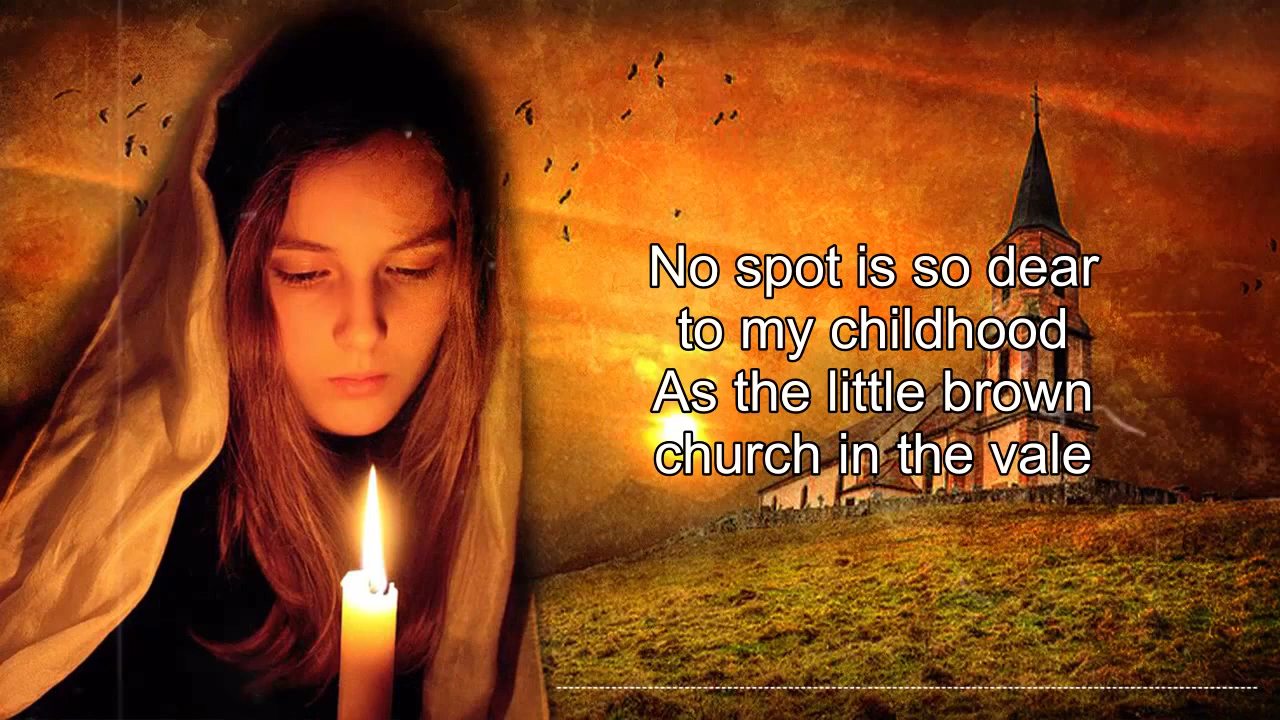 No spot is so dear
to my childhood
As the little brown
church in the vale